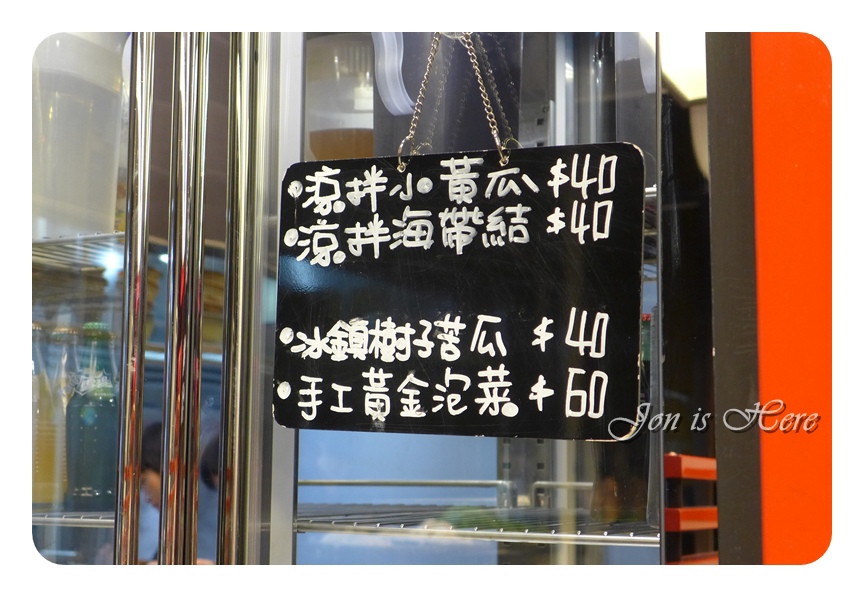 •涼拌小黃瓜 $40
•涼拌海帶結 $40
•冰鎮樹子苦瓜 $40
•手工黃金泡菜 $60
Jon is Here